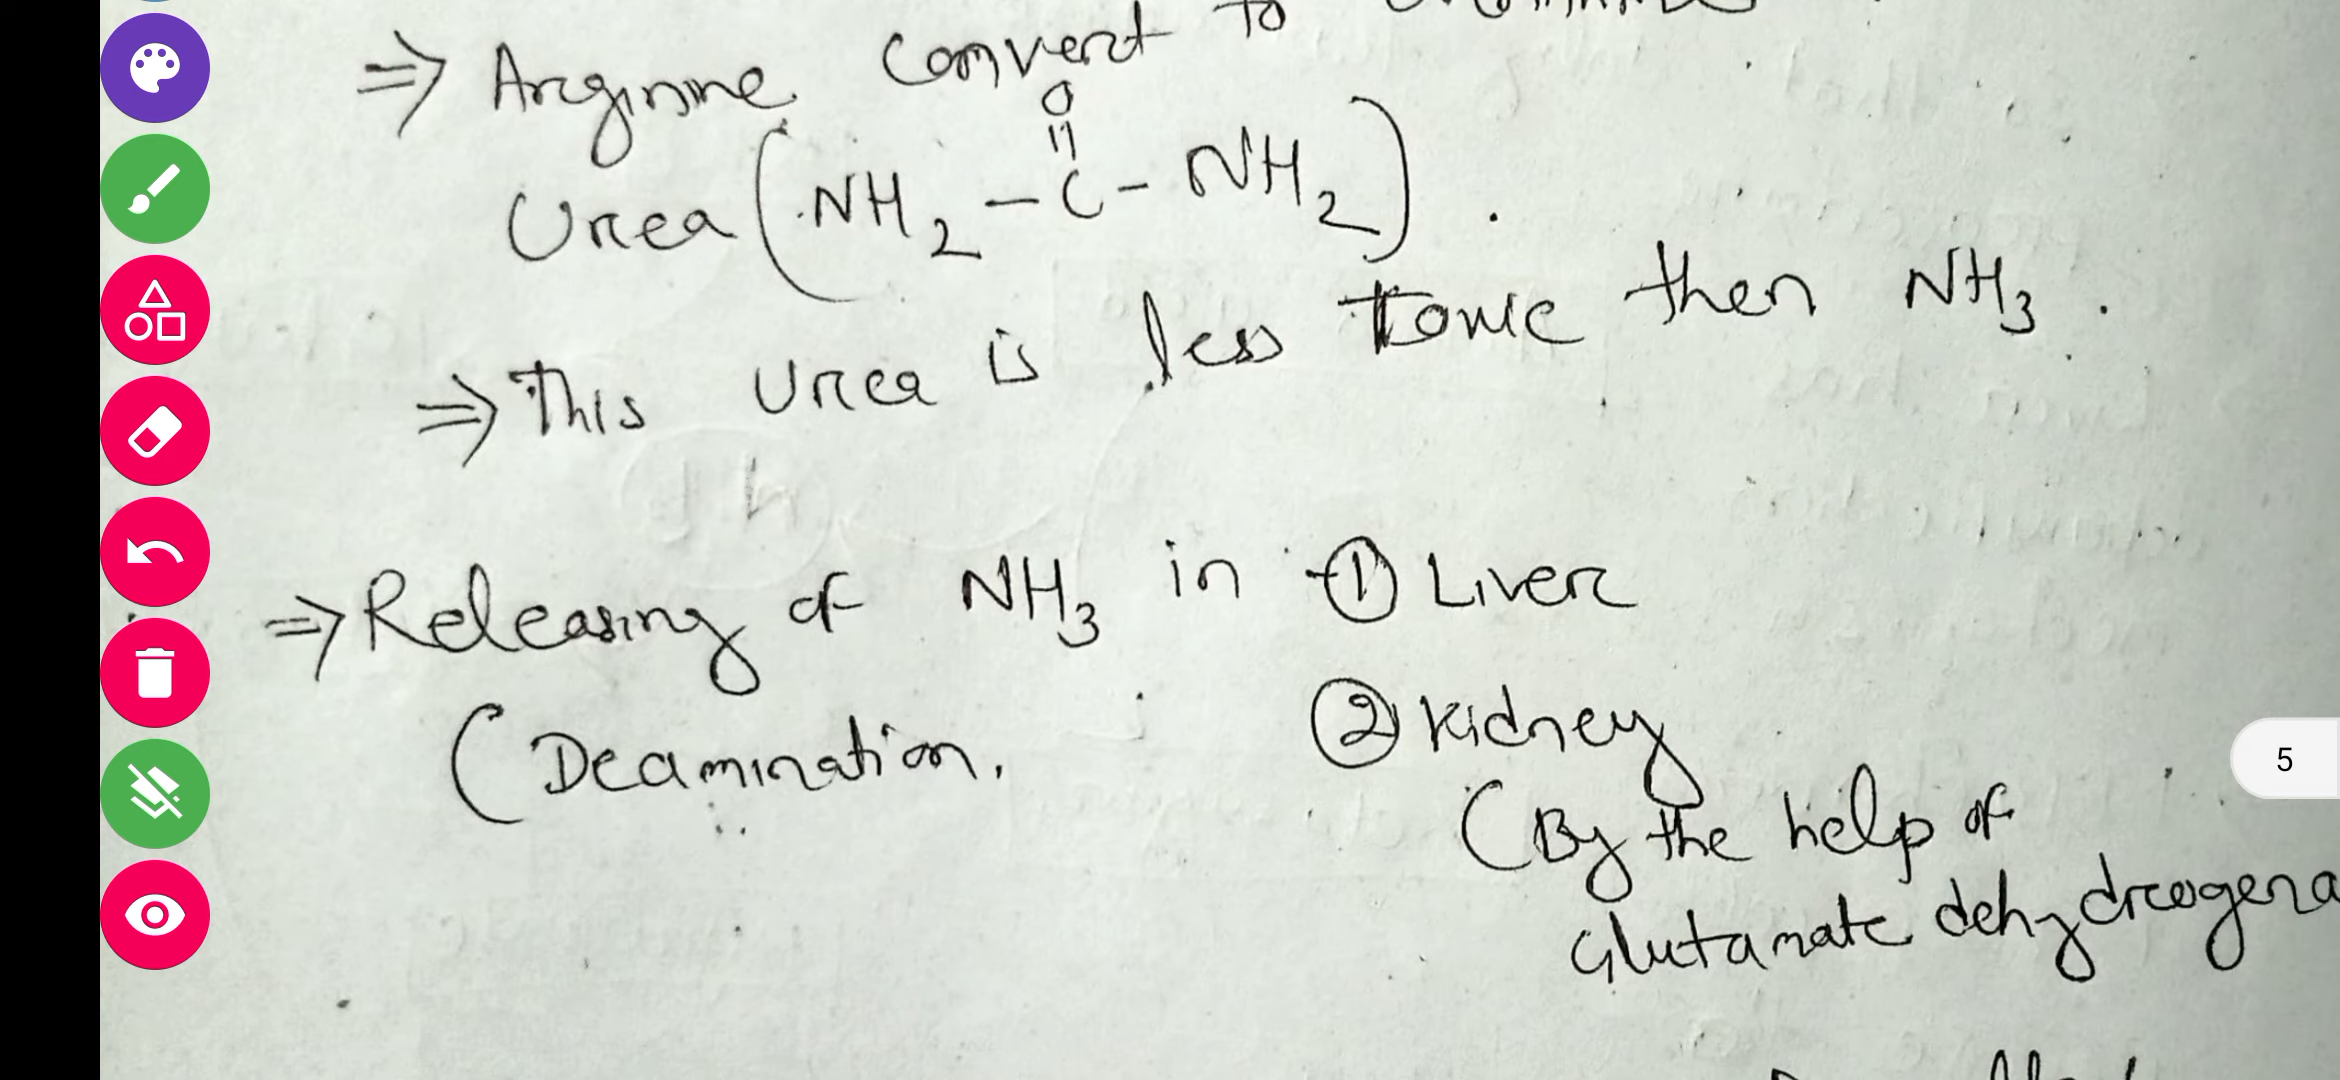 ⇒ Arginine convert to
Urea (NH2 - C - NH2) .
O
||
⇒ This Urea is less toxic then NH3 .
⇒ Releasing of NH3 in ① Liver
(Deamination.
② Kidney
(By the help of
Glutamate dehydrogena
5